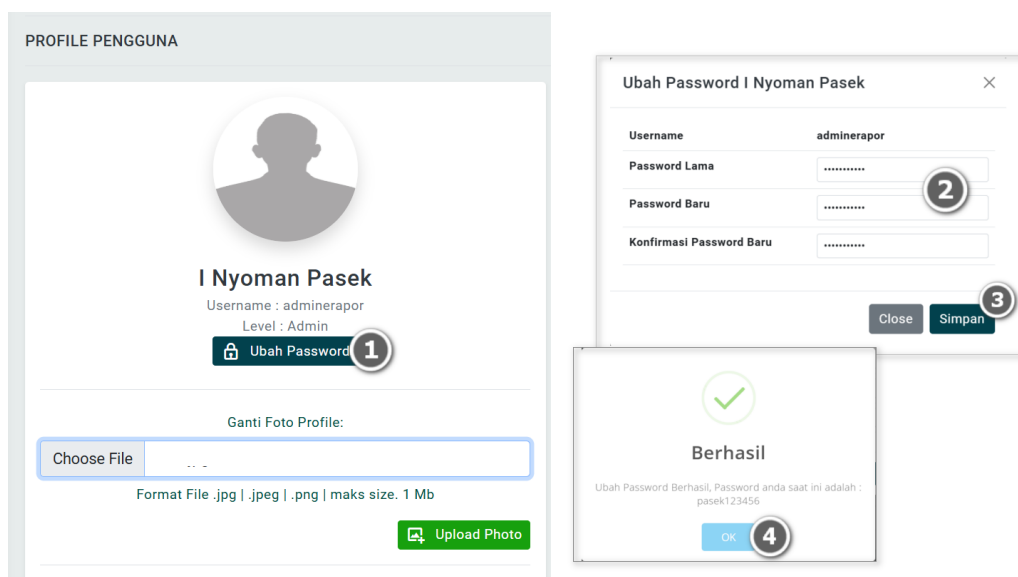 PROFILE PENGGUNA
I Nyoman Pasek
Username : adminerapor
Level : Admin
Ubah Password
1
Ganti Foto Profile:
Choose File
Format File .jpg | .jpeg | .png | maks size. 1 Mb
Upload Photo
Ubah Password I Nyoman Pasek
Username adminerapor
Password Lama
2
Password Baru
Konfirmasi Password Baru
3
Close Simpan
Berhasil
Ubah Password Berhasil, Password anda saat ini adalah :
pasek123456
OK 4